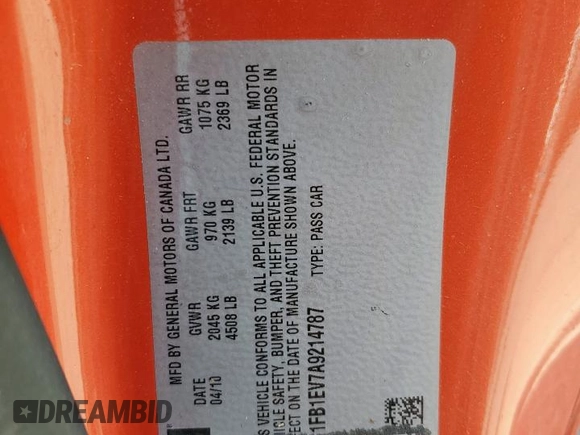 MFD BY GENERAL MOTORS OF CANADA LTD.
DATE GVWR GAWR FRT GAWR RR
04/10 2045 KG 970 KG 1075 KG
4508 LB 2139 LB 2369 LB
VEHICLE CONFORMS TO ALL APPLICABLE U.S. FEDERAL MOTOR
SAFETY, BUMPER, AND THEFT PREVENTION STANDARDS IN
ON THE DATE OF MANUFACTURE SHOWN ABOVE.
1FB1EV7A9214787 TYPE: PASS CAR
DREAMBID